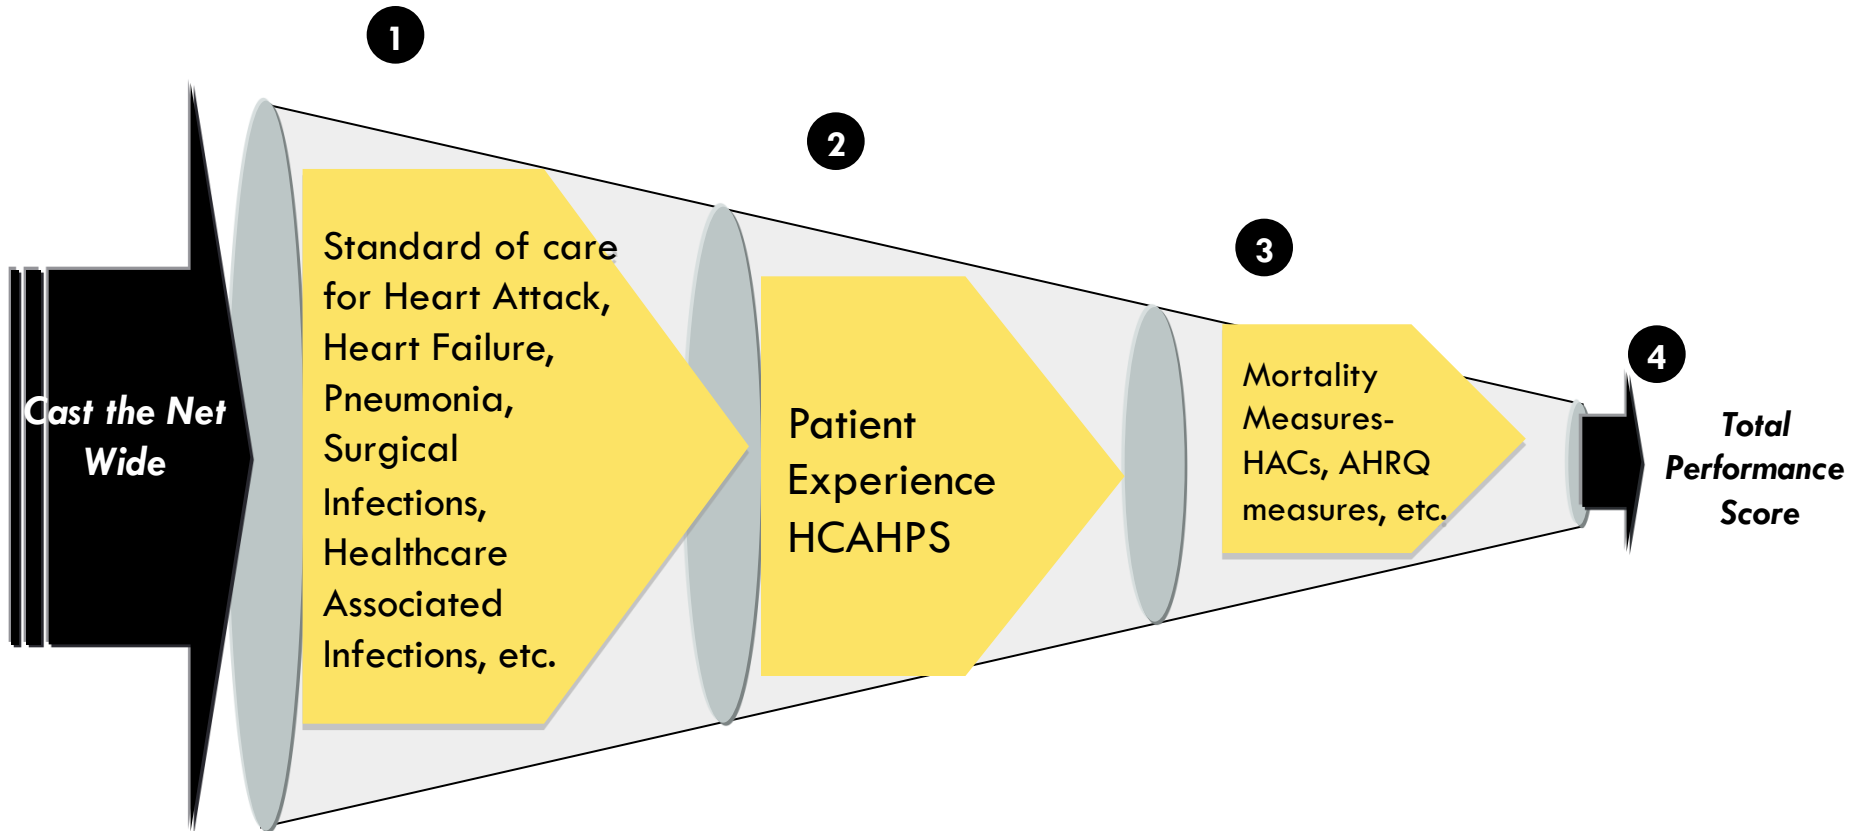 1
2
3
4
Cast the Net
Wide
Standard of care
for Heart Attack,
Heart Failure,
Pneumonia,
Surgical
Infections,
Healthcare
Associated
Infections, etc.
Patient
Experience
HCAHPS
Mortality
Measures-
HACs, AHRQ
measures, etc.
Total
Performance
Score